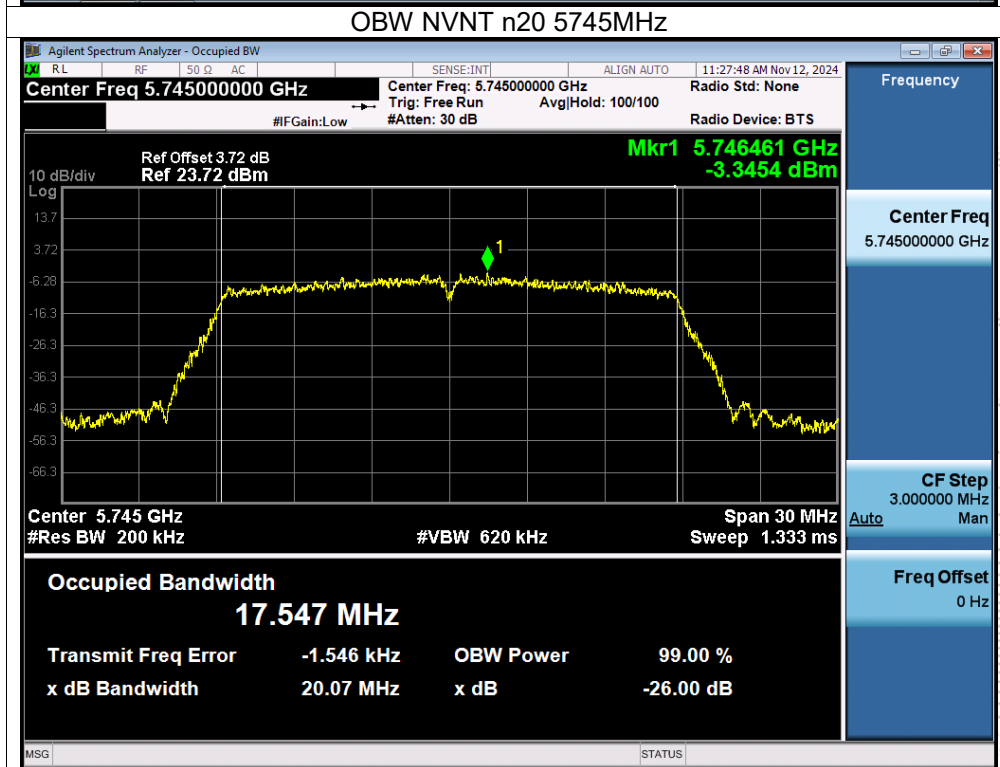 OBW NVNT n20 5745MHz
Agilent Spectrum Analyzer - Occupied BW
LXI RL RF 50 Ω AC SENSE:INT ALIGN AUTO 11:27:48 AM Nov 12, 2024
Center Freq 5.745000000 GHz
Center Freq: 5.745000000 GHz Radio Std: None
Trig: Free Run Avg|Hold: 100/100
#IFGain:Low #Atten: 30 dB Radio Device: BTS
Frequency
Mkr1 5.746461 GHz
-3.3454 dBm
Ref Offset 3.72 dB
10 dB/div Ref 23.72 dBm
Log
13.7
3.72
-6.28
-16.3
-26.3
-36.3
-46.3
-56.3
-66.3
1
Center 5.745 GHz Span 30 MHz
#Res BW 200 kHz #VBW 620 kHz Sweep 1.333 ms
Center Freq
5.745000000 GHz
CF Step
3.000000 MHz
Auto Man
Freq Offset
0 Hz
Occupied Bandwidth
17.547 MHz
Transmit Freq Error -1.546 kHz OBW Power 99.00 %
x dB Bandwidth 20.07 MHz x dB -26.00 dB
MSG STATUS